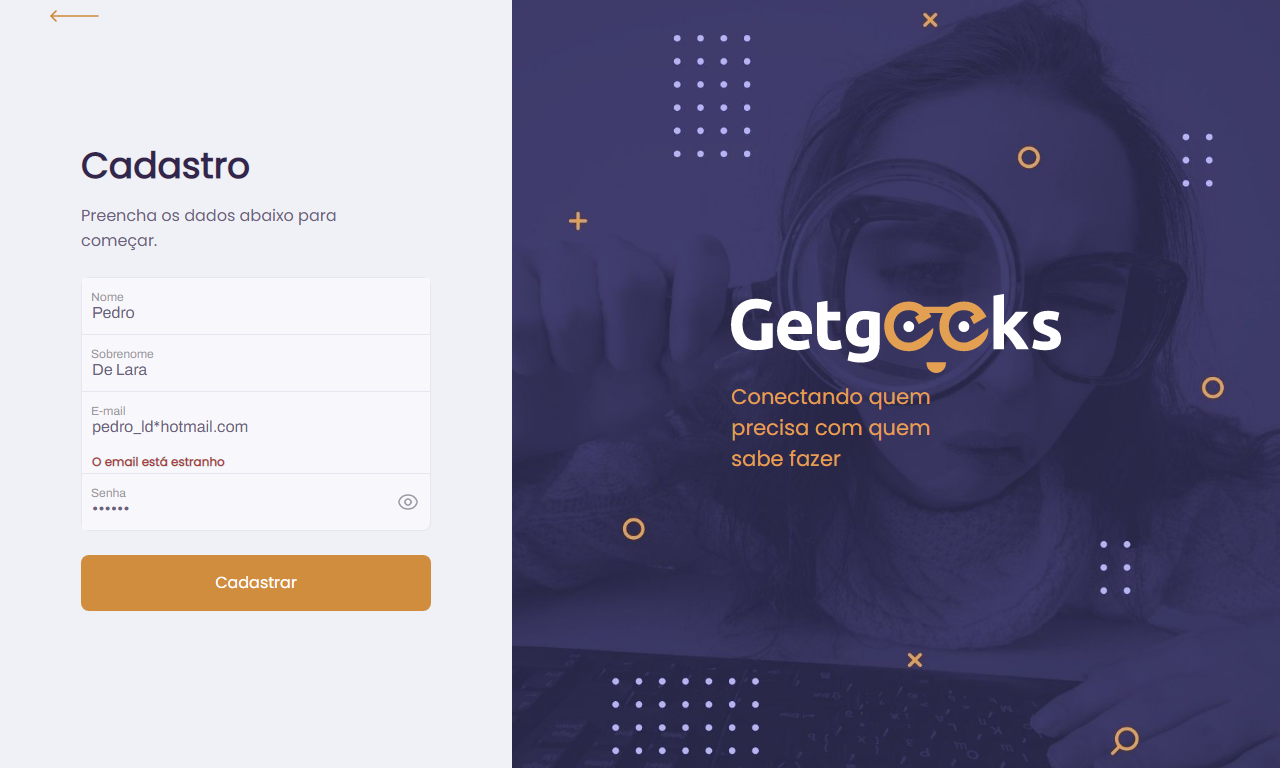 Cadastro
Preencha os dados abaixo para
começar.
Nome
Pedro
Sobrenome
De Lara
E-mail
pedro_ld*hotmail.com
O email está estranho
Senha
••••••
Cadastrar
Getgeeks
Conectando quem
precisa com quem
sabe fazer